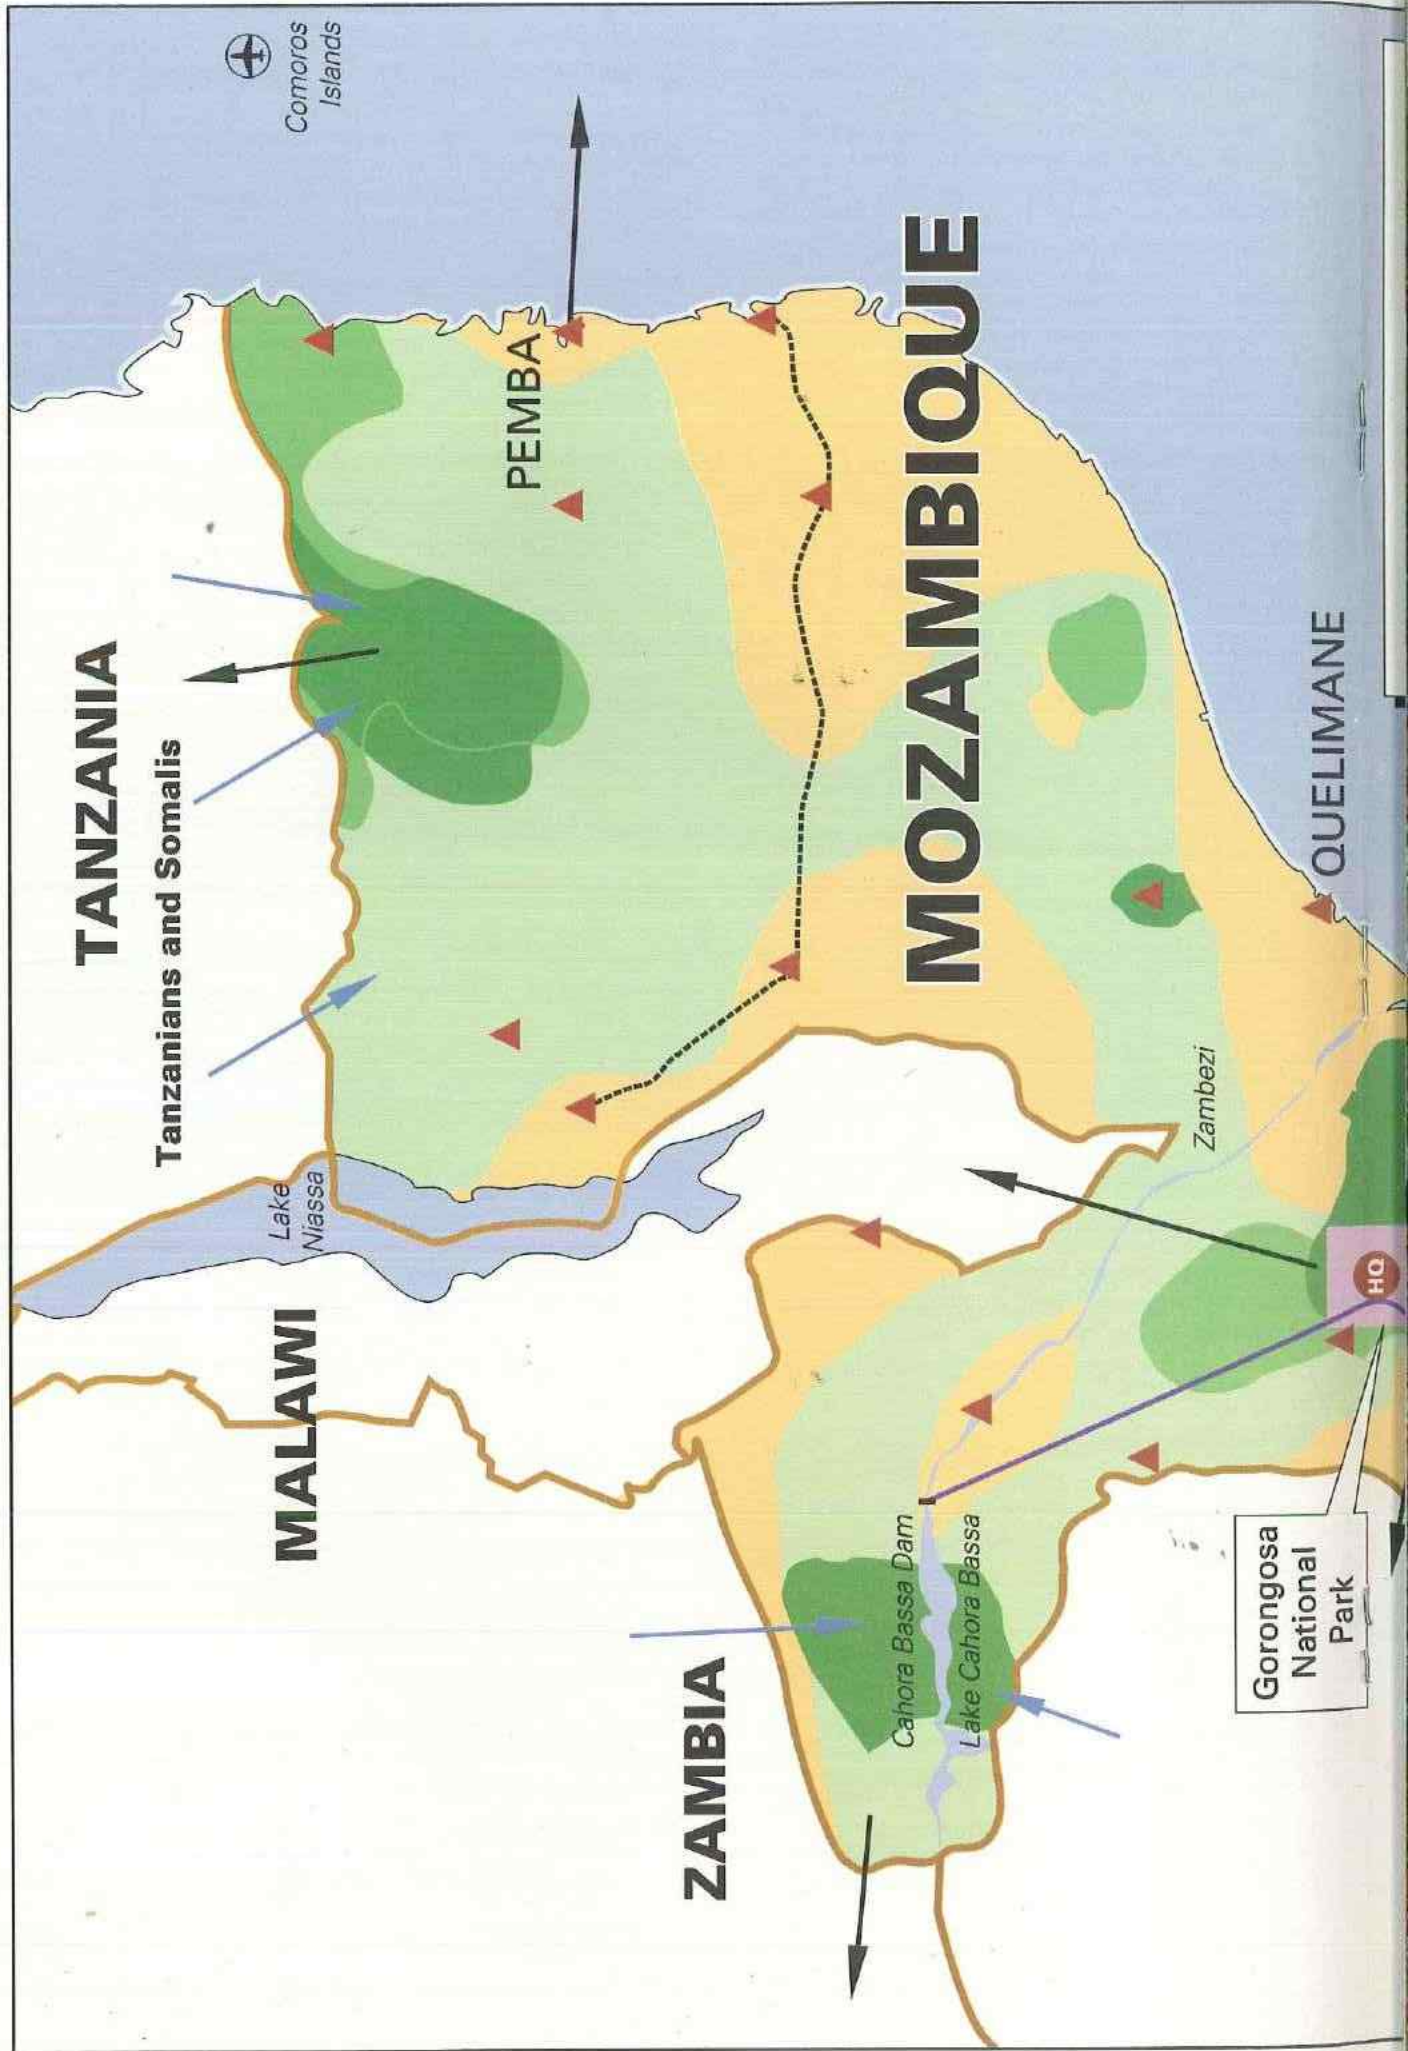 Comoros
Islands
TANZANIA
Tanzanians and Somalis
PEMBA
Lake
Niassa
MALAWI
MOZAMBIQUE
Zambezi
QUELIMANE
ZAMBIA
Cahora Bassa Dam
Lake Cahora Bassa
HQ
Gorongosa
National
Park